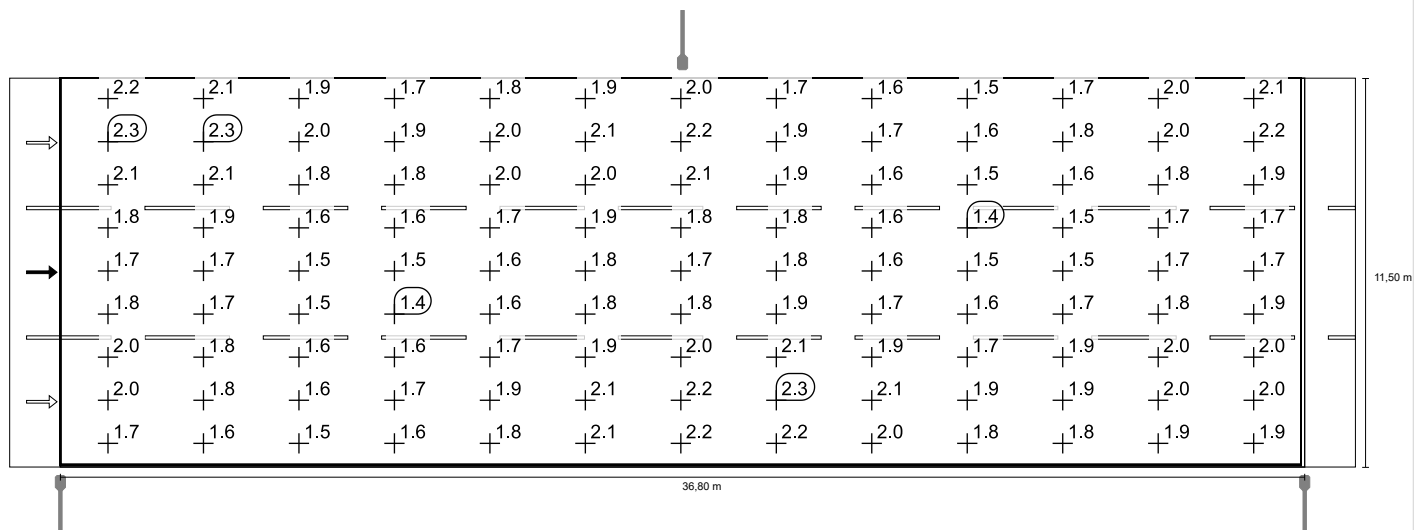 2.2 2.1 1.9 1.7 1.8 1.9 2.0 1.7 1.6 1.5 1.7 2.0 2.1
2.3 2.3 2.0 1.9 2.0 2.1 2.2 1.9 1.7 1.6 1.8 2.0 2.2
2.1 2.1 1.8 1.8 2.0 2.0 2.1 1.9 1.6 1.5 1.6 1.8 1.9
1.8 1.9 1.6 1.6 1.7 1.9 1.8 1.8 1.6 1.4 1.5 1.7 1.7
1.7 1.7 1.5 1.5 1.6 1.8 1.7 1.8 1.6 1.5 1.5 1.7 1.7
11,50 m
1.8 1.7 1.5 1.4 1.6 1.8 1.8 1.9 1.7 1.6 1.7 1.8 1.9
2.0 1.8 1.6 1.6 1.7 1.9 2.0 2.1 1.9 1.7 1.9 2.0 2.0
2.0 1.8 1.6 1.7 1.9 2.1 2.2 2.3 2.1 1.9 1.9 2.0 2.0
1.7 1.6 1.5 1.6 1.8 2.1 2.2 2.2 2.0 1.8 1.8 1.9 1.9
36,80 m